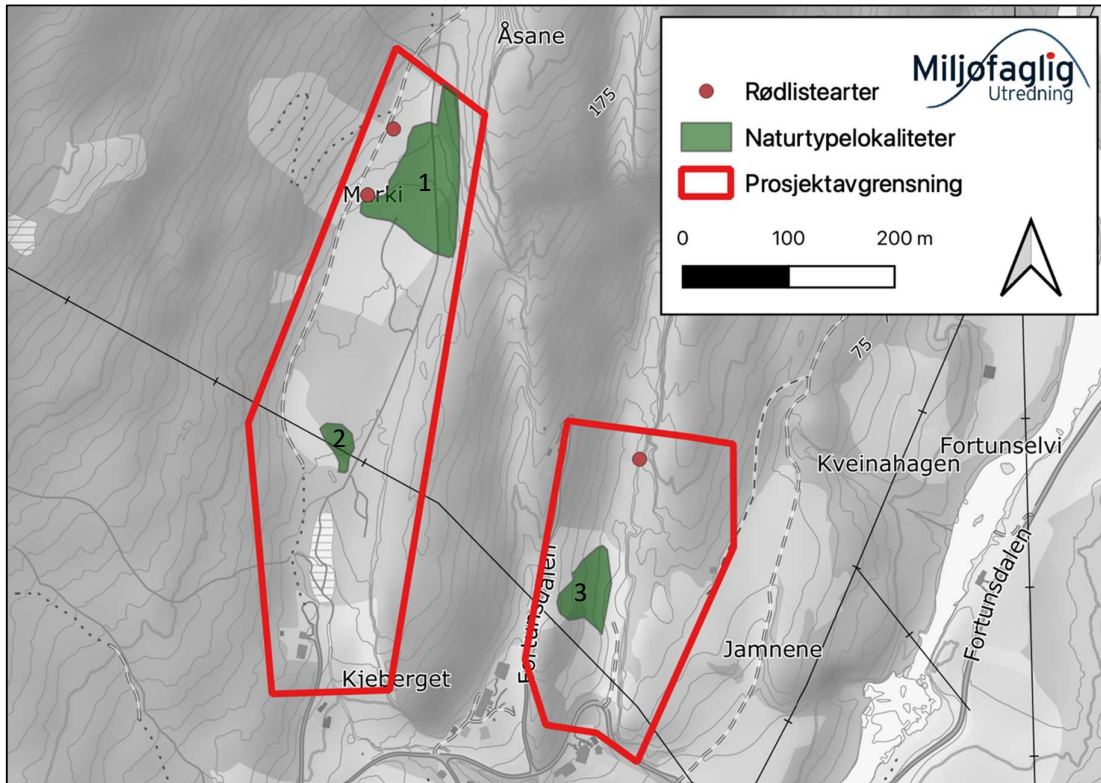 Åsane
175
Miljøfaglig
Utredning
Rødlistearter
Naturtypelokaliteter
Prosjektavgrensning
0 100 200 m
1
Mørki
2
3
75
Kveinahagen
Fortunselvi
Fortunsdalen
Fortunsdalen
Jamnene
Kjeberget